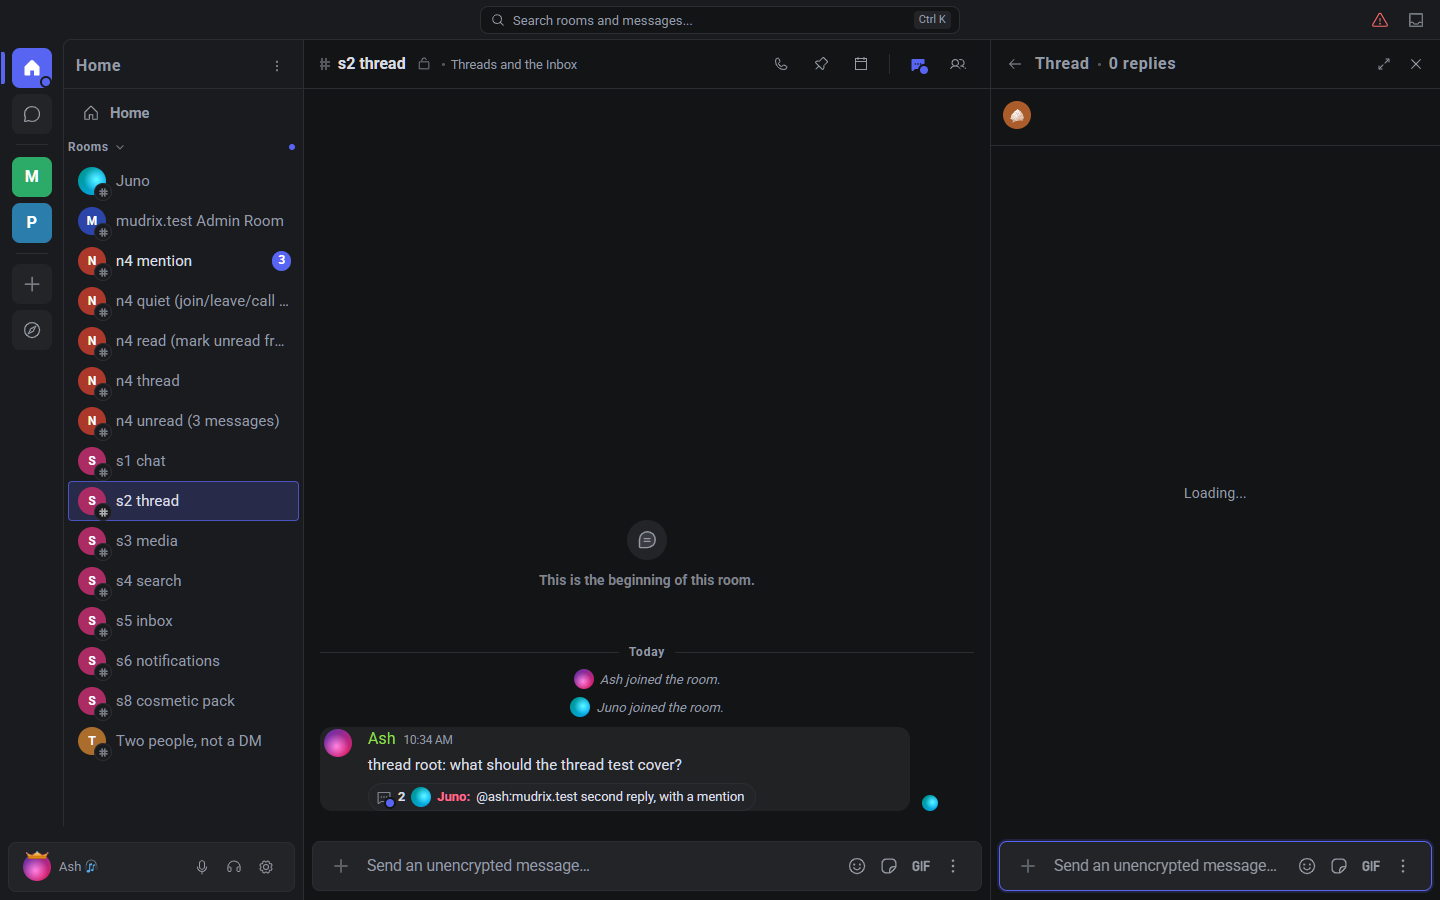 Search rooms and messages...
Ctrl K
Home
s2 thread
Threads and the Inbox
Thread
0 replies
Home
Rooms
M
P
Juno
M
mudrix.test Admin Room
N
n4 mention
3
N
n4 quiet (join/leave/call ...
N
n4 read (mark unread fr...
N
n4 thread
N
n4 unread (3 messages)
S
s1 chat
S
s2 thread
S
s3 media
S
s4 search
S
s5 inbox
S
s6 notifications
S
s8 cosmetic pack
T
Two people, not a DM
Ash
This is the beginning of this room.
Today
Ash joined the room.
Juno joined the room.
Ash 10:34 AM
thread root: what should the thread test cover?
2 Juno: @ash:mudrix.test second reply, with a mention
Send an unencrypted message...
GIF
Loading...
Send an unencrypted message...
GIF